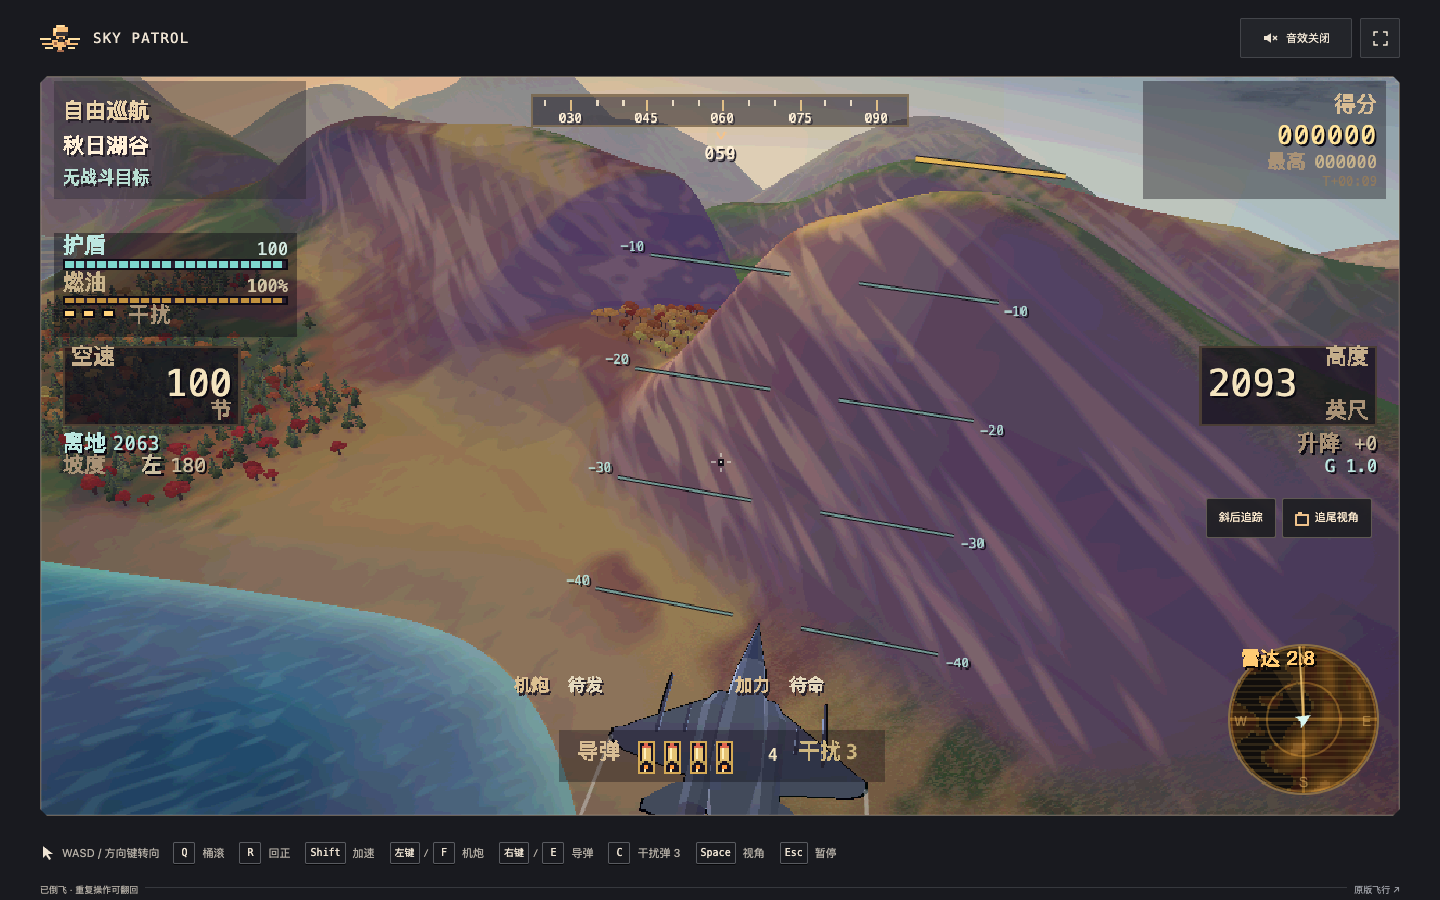 SKY PATROL
音效关闭
自由巡航
秋日湖谷
无战斗目标
030 045 060 075 090
059
得分
000000
最高 000000
T+00:09
护盾 100
燃油 100%
干扰
空速
100
节
离地 2063
坡度 左 180
高度
2093
英尺
升降 +0
G 1.0
-10
-10
-20
-20
-30
-30
-40
-40
斜后追踪
追尾视角
机炮 待发
加力 待命
导弹 4 干扰 3
雷达 2.8
W E
S
WASD / 方向键转向 Q 桶滚 R 回正 Shift 加速 左键 / F 机炮 右键 / E 导弹 C 干扰弹 3 Space 视角 Esc 暂停
已倒飞 · 重复操作可翻回
原版飞行 ↗